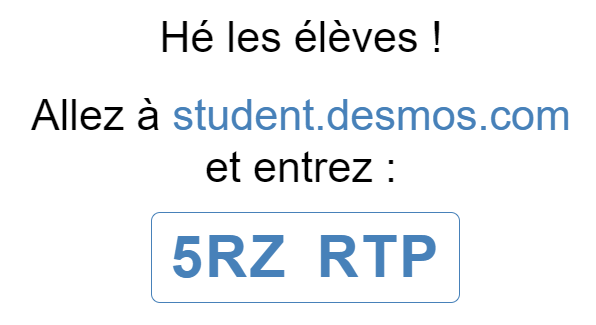 Hé les élèves !
Allez à student.desmos.com
et entrez :
5RZ RTP